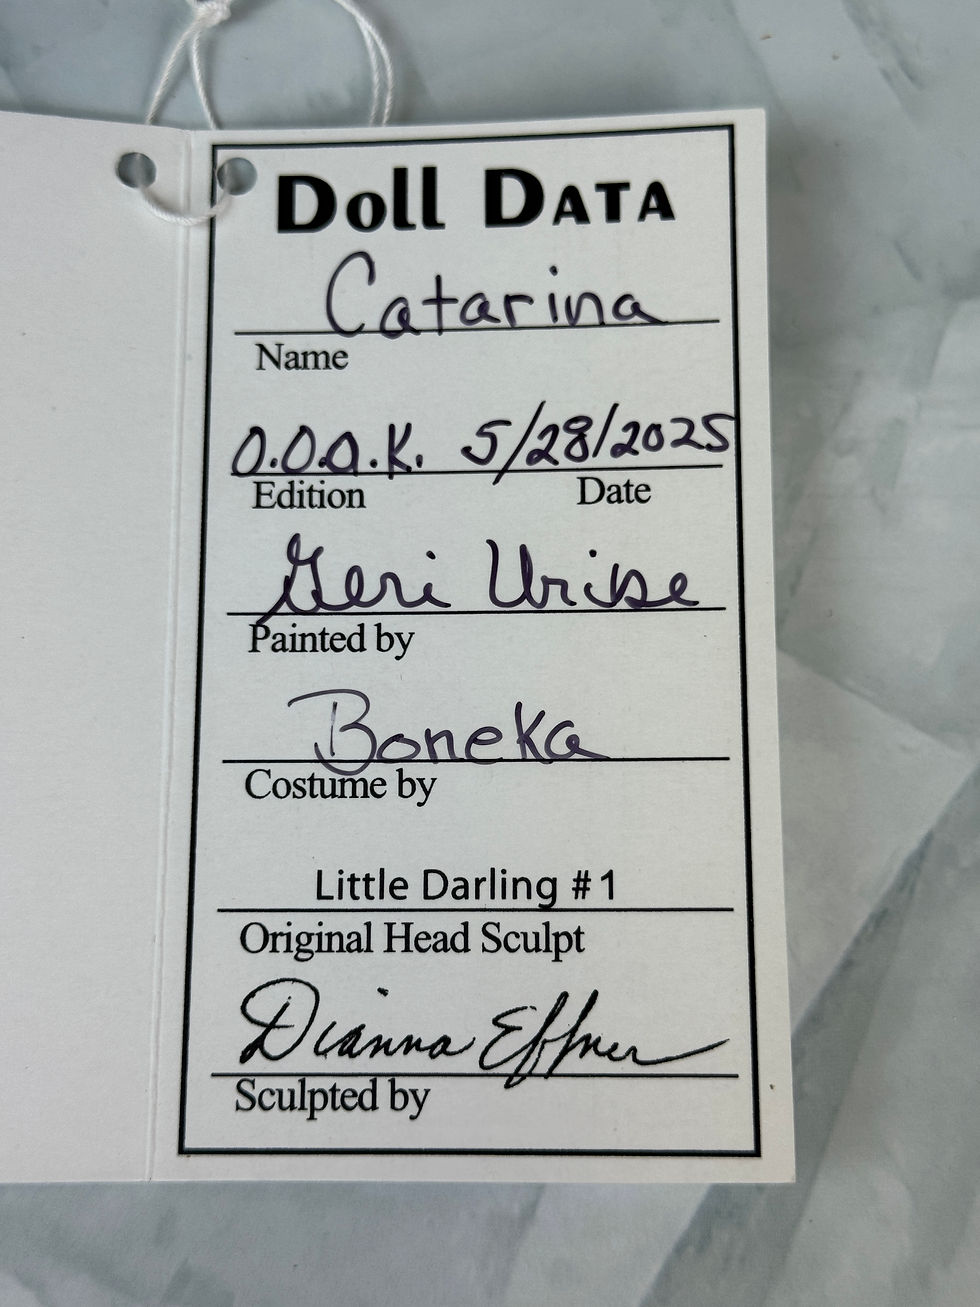 Doll Data
Catarina
Name
O.O.A.K. 5/28/2025
Edition Date
Geri Uribe
Painted by
Boneka
Costume by
Little Darling #1
Original Head Sculpt
Dianna Effner
Sculpted by